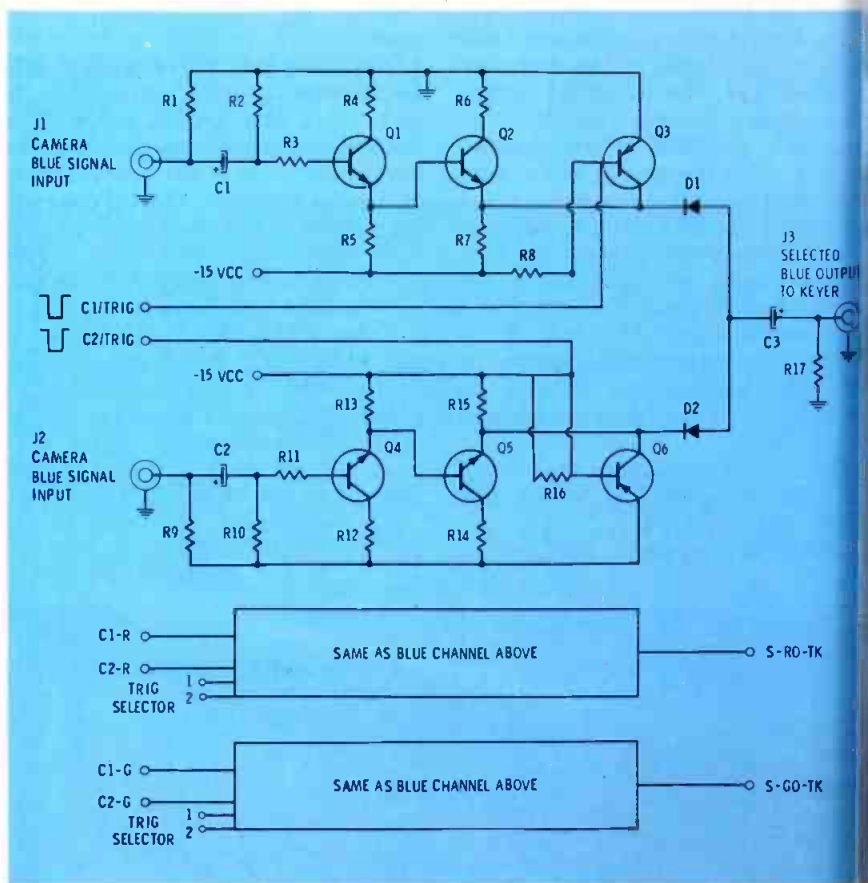 R1
R2
R4
R6
J1
CAMERA
BLUE SIGNAL
INPUT
R3
Q1
Q2
Q3
C1
+
D1
R5
R7
R8
J3
SELECTED
BLUE OUTPUT
TO KEYER
-15 VCC
C1/TRIG
C2/TRIG
C3
+
R17
-15 VCC
R13
R15
D2
J2
CAMERA
BLUE SIGNAL
INPUT
C2
+
R11
Q4
Q5
Q6
R16
R9
R10
R12
R14
C1-R
C2-R
TRIG
SELECTOR
1
2
SAME AS BLUE CHANNEL ABOVE
S-RO-TK
C1-G
C2-G
TRIG
SELECTOR
1
2
SAME AS BLUE CHANNEL ABOVE
S-GO-TK